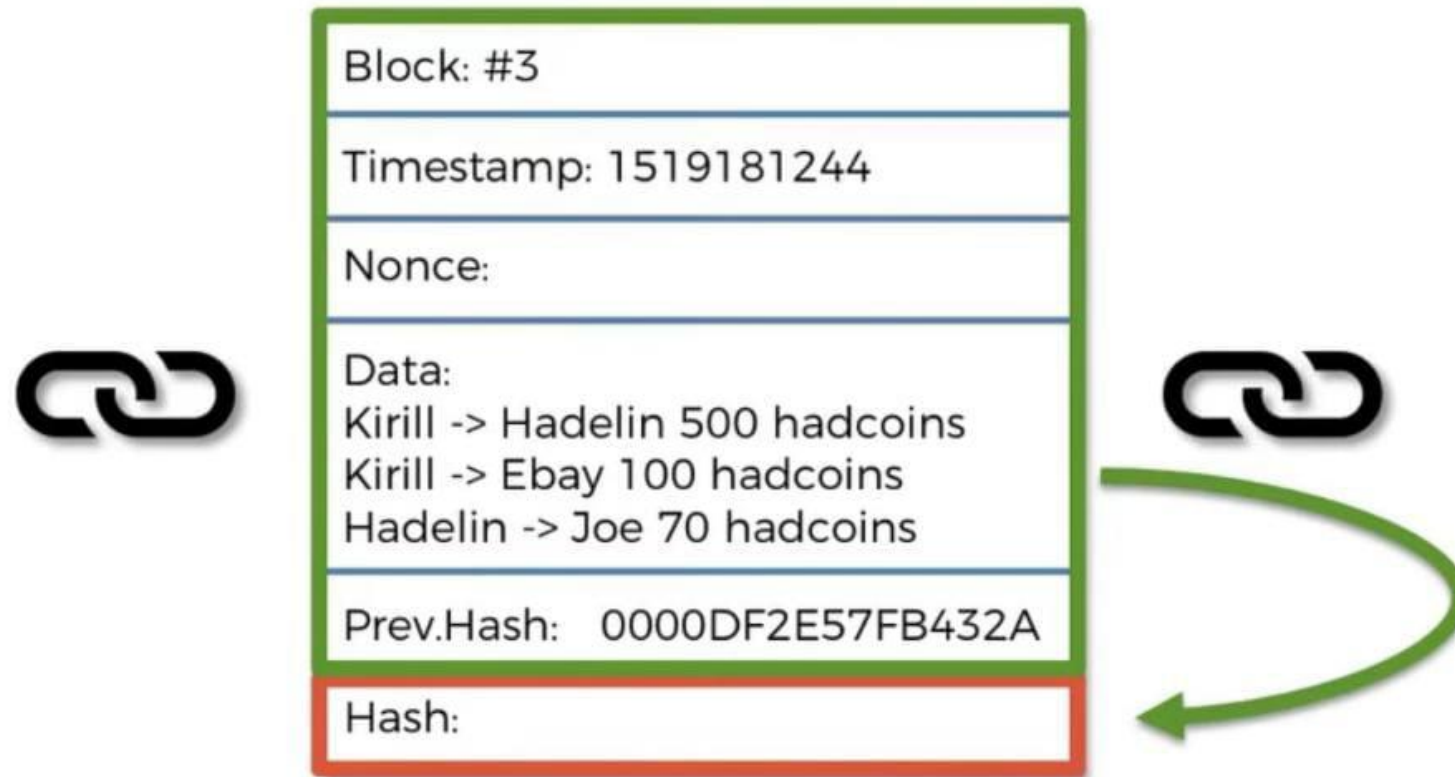 Block: #3
Timestamp: 1519181244
Nonce:
Data:
Kirill -> Hadelin 500 hadcoins
Kirill -> Ebay 100 hadcoins
Hadelin -> Joe 70 hadcoins
Prev.Hash: 0000DF2E57FB432A
Hash: